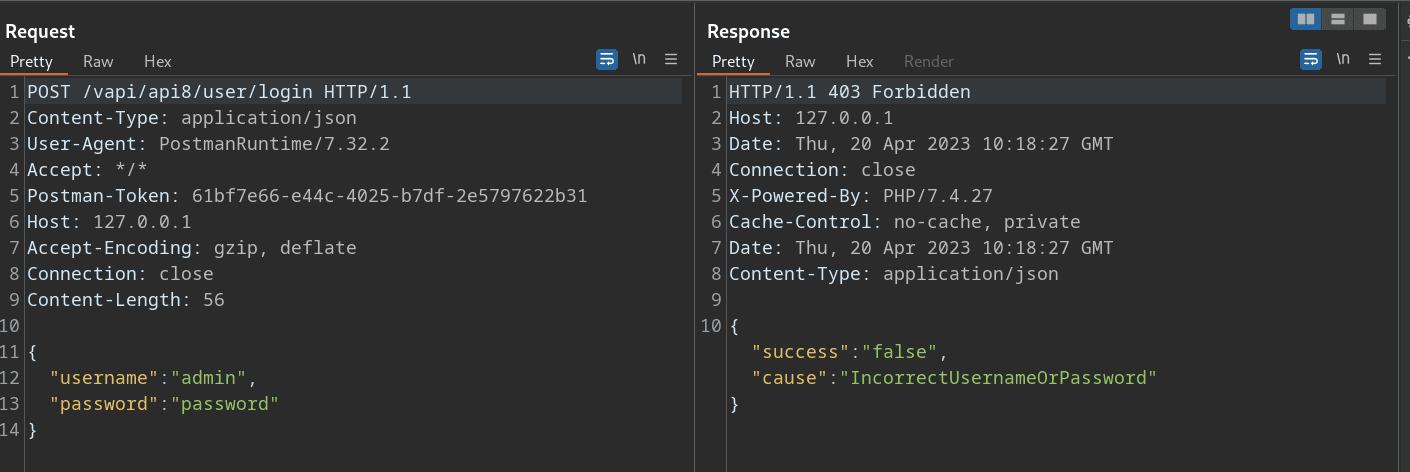 Request
Pretty Raw Hex \n
1 POST /vapi/api8/user/login HTTP/1.1
2 Content-Type: application/json
3 User-Agent: PostmanRuntime/7.32.2
4 Accept: */*
5 Postman-Token: 61bf7e66-e44c-4025-b7df-2e5797622b31
6 Host: 127.0.0.1
7 Accept-Encoding: gzip, deflate
8 Connection: close
9 Content-Length: 56
10
11 {
12 "username":"admin",
13 "password":"password"
14 }
Response
Pretty Raw Hex Render \n
1 HTTP/1.1 403 Forbidden
2 Host: 127.0.0.1
3 Date: Thu, 20 Apr 2023 10:18:27 GMT
4 Connection: close
5 X-Powered-By: PHP/7.4.27
6 Cache-Control: no-cache, private
7 Date: Thu, 20 Apr 2023 10:18:27 GMT
8 Content-Type: application/json
9
10 {
"success":"false",
"cause":"IncorrectUsernameOrPassword"
}